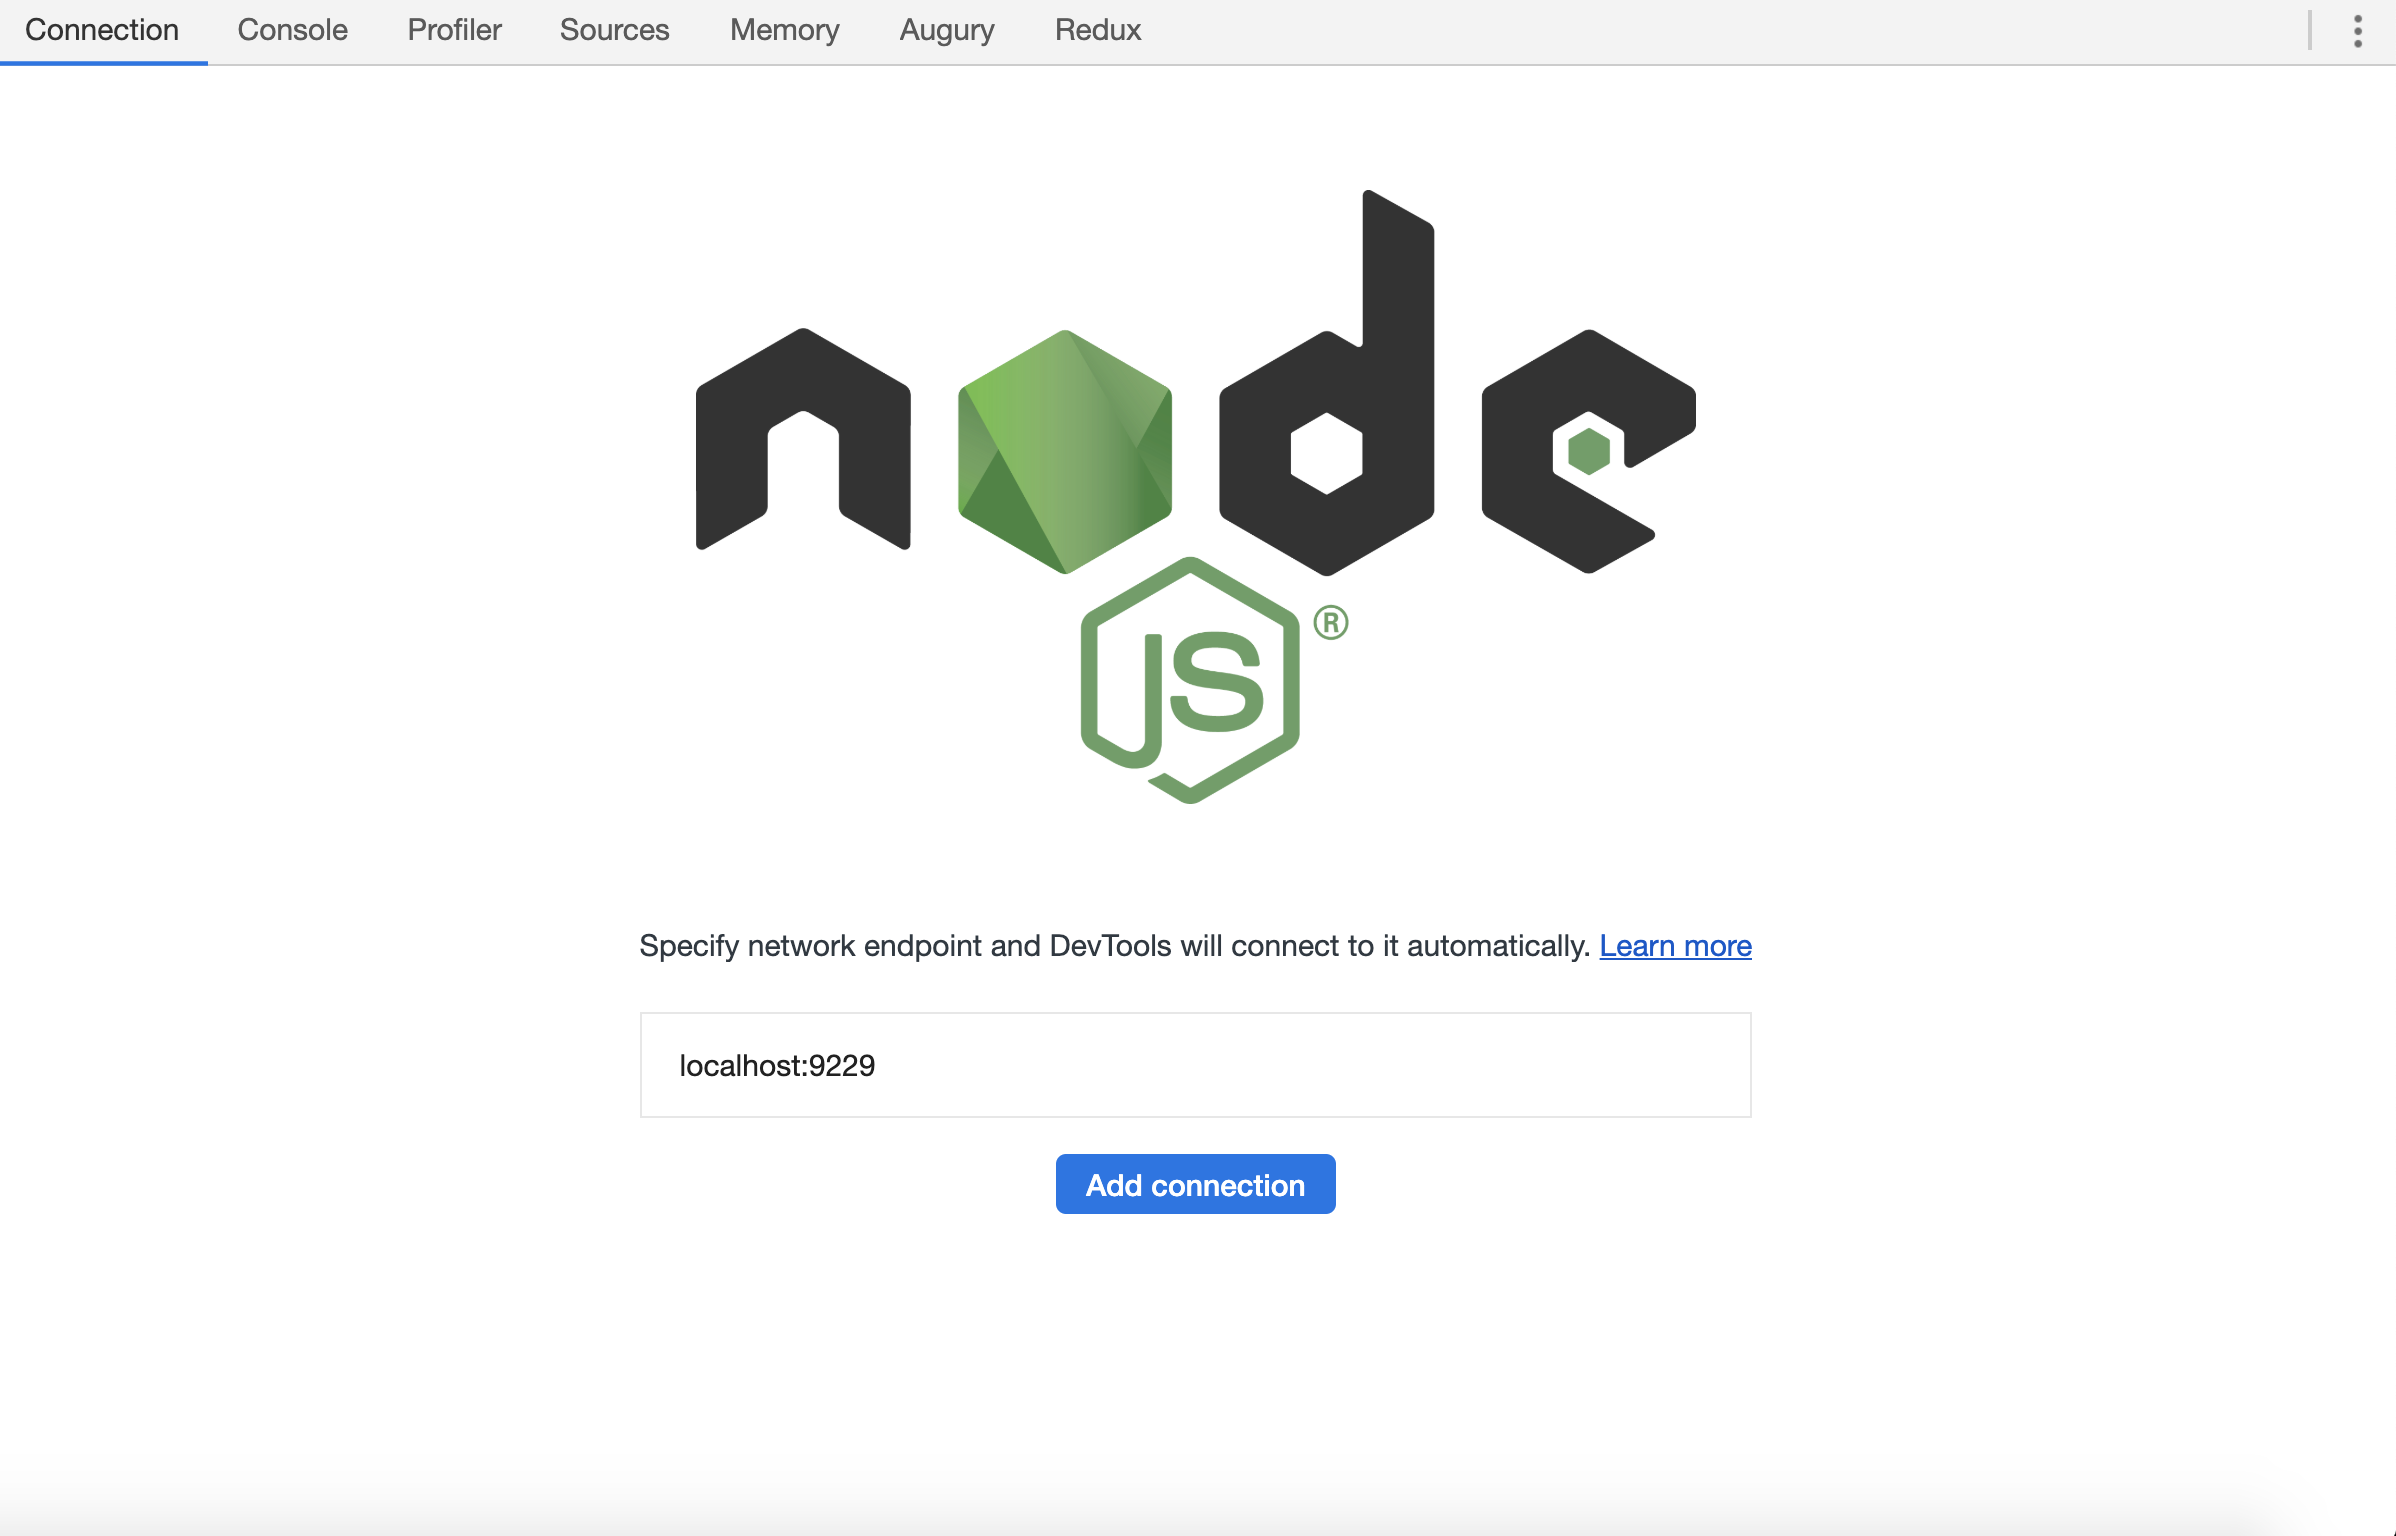 Connection Console Profiler Sources Memory Augury Redux
node
JS ®
Specify network endpoint and DevTools will connect to it automatically. Learn more
localhost:9229
Add connection